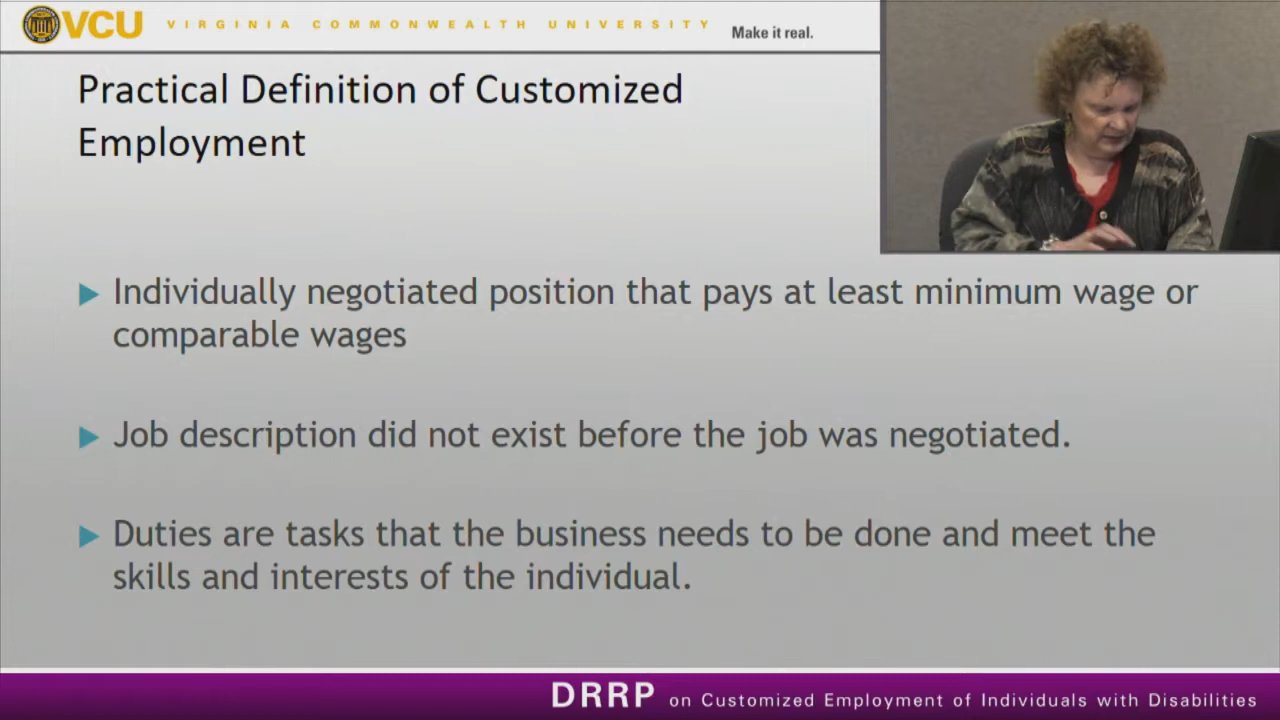 VCU VIRGINIA COMMONWEALTH UNIVERSITY Make it real.
Practical Definition of Customized
Employment
Individually negotiated position that pays at least minimum wage or
comparable wages
Job description did not exist before the job was negotiated.
Duties are tasks that the business needs to be done and meet the
skills and interests of the individual.
DRRP on Customized Employment of Individuals with Disabilities